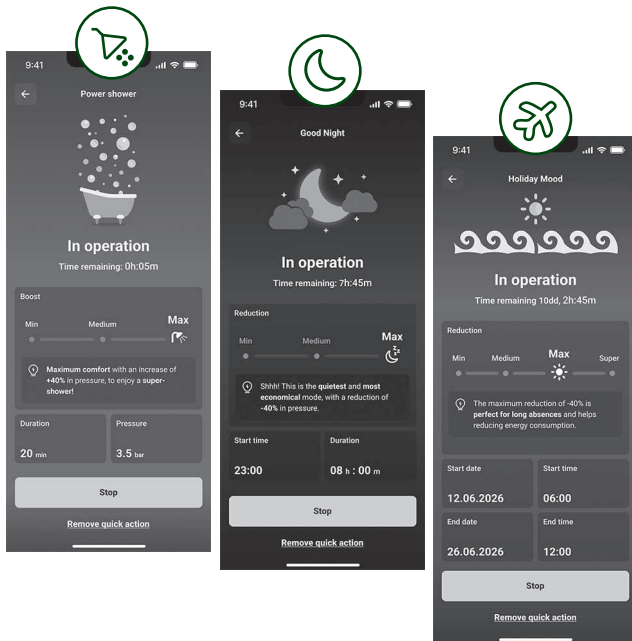 9:41
Power shower
In operation
Time remaining: 0h:05m
Boost
Min Medium Max
Maximum comfort with an increase of
+40% in pressure, to enjoy a super-
shower!
Duration Pressure
20 min 3.5 bar
Stop
Remove quick action
9:41
Good Night
In operation
Time remaining: 7h:45m
Reduction
Min Medium Max
Shhh! This is the quietest and most
economical mode, with a reduction of
-40% in pressure.
Start time Duration
23:00 08 h : 00 m
Stop
Remove quick action
9:41
Holiday Mood
In operation
Time remaining 10dd, 2h:45m
Reduction
Min Medium Max Super
The maximum reduction of -40% is
perfect for long absences and helps
reducing energy consumption.
Start date Start time
12.06.2026 06:00
End date End time
26.06.2026 12:00
Stop
Remove quick action